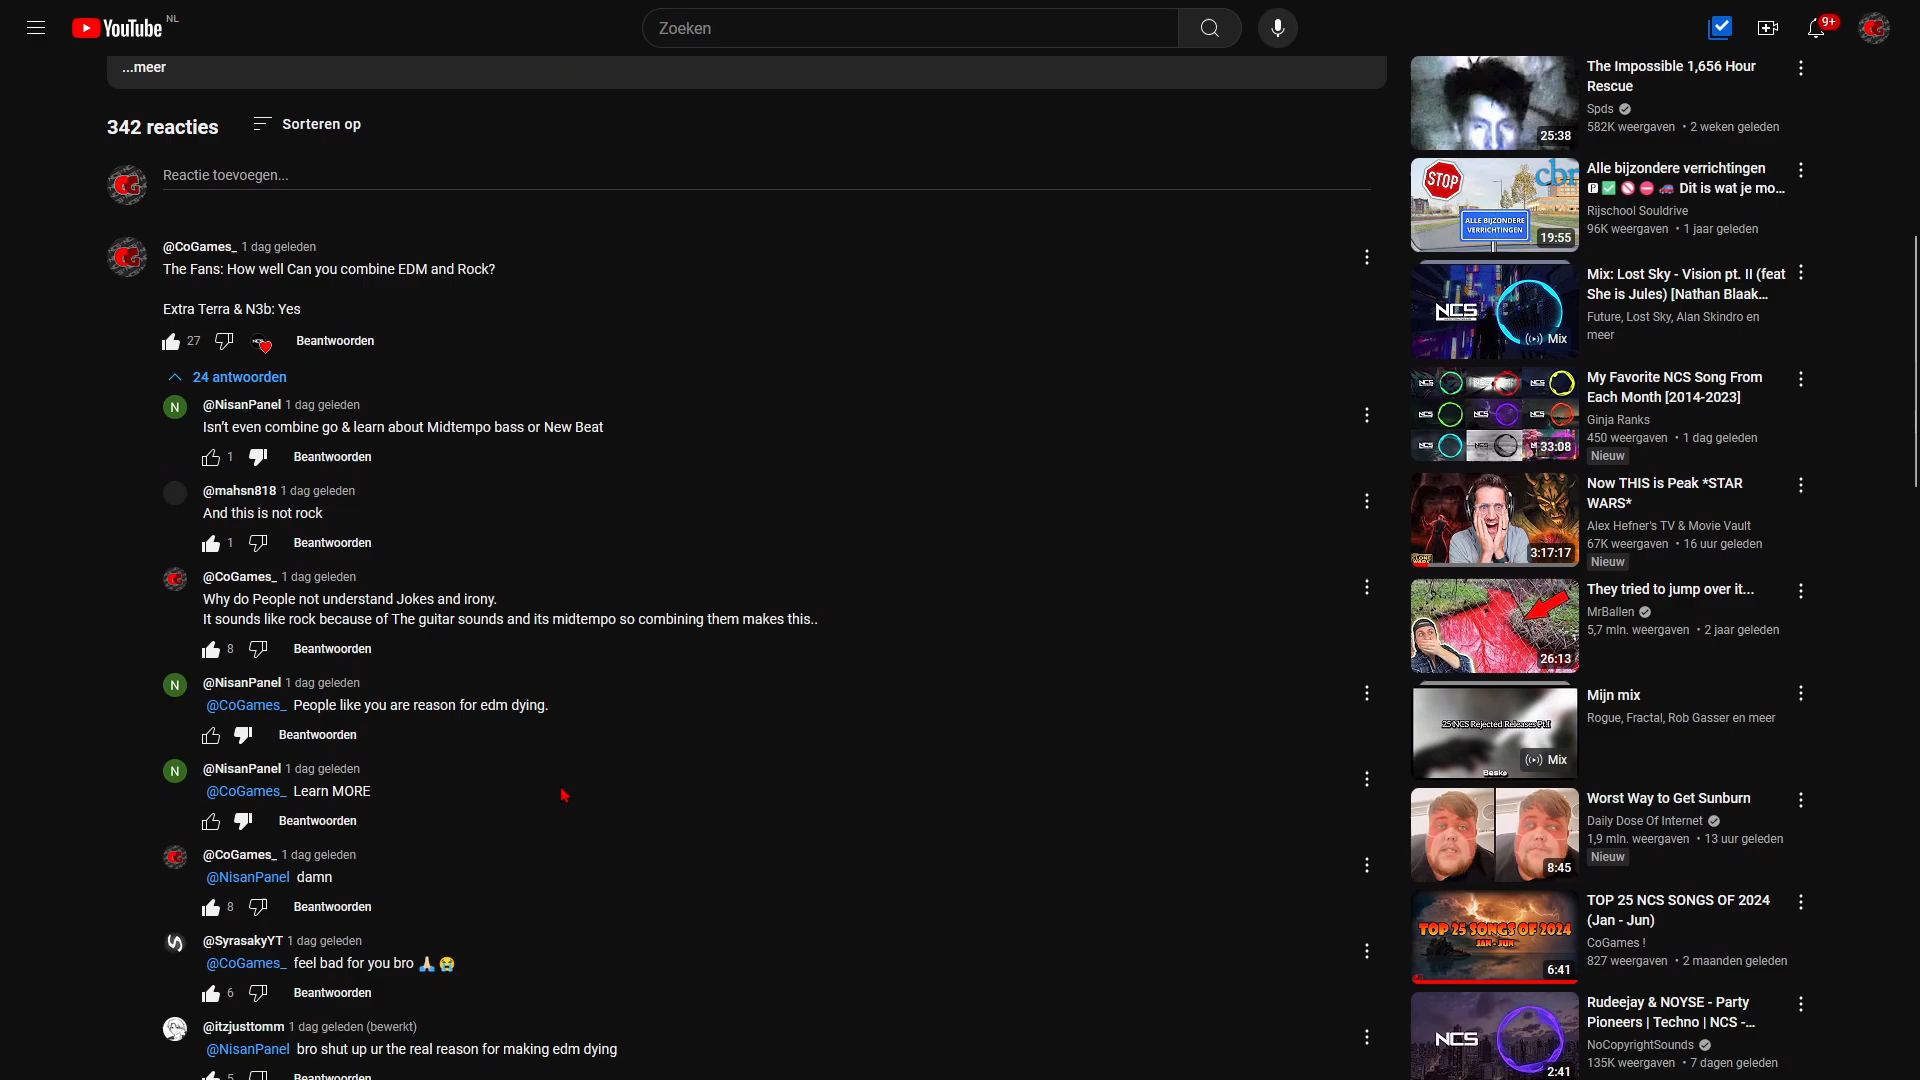 YouTube NL
Zoeken
9+
...meer
342 reacties
Sorteren op
Reactie toevoegen...
@CoGames_ 1 dag geleden
The Fans: How well Can you combine EDM and Rock?
Extra Terra & N3b: Yes
27 Beantwoorden
24 antwoorden
N
@NisanPanel 1 dag geleden
Isn't even combine go & learn about Midtempo bass or New Beat
1 Beantwoorden
@mahsn818 1 dag geleden
And this is not rock
1 Beantwoorden
@CoGames_ 1 dag geleden
Why do People not understand Jokes and irony.
It sounds like rock because of The guitar sounds and its midtempo so combining them makes this..
8 Beantwoorden
N
@NisanPanel 1 dag geleden
@CoGames_ People like you are reason for edm dying.
Beantwoorden
N
@NisanPanel 1 dag geleden
@CoGames_ Learn MORE
Beantwoorden
@CoGames_ 1 dag geleden
@NisanPanel damn
8 Beantwoorden
@SyrasakyYT 1 dag geleden
@CoGames_ feel bad for you bro 🙏🏻😭
6 Beantwoorden
@itzjusttomm 1 dag geleden (bewerkt)
@NisanPanel bro shut up ur the real reason for making edm dying
5 Beantwoorden
25:38
The Impossible 1,656 Hour
Rescue
Spds
582K weergaven • 2 weken geleden
STOP
cbr
ALLE BIJZONDERE
VERRICHTINGEN
19:55
Alle bijzondere verrichtingen
🅿✅🚫⛔🚗 Dit is wat je mo...
Rijschool Souldrive
96K weergaven • 1 jaar geleden
NCS
Mix
Mix: Lost Sky - Vision pt. II (feat
She is Jules) [Nathan Blaak...
Future, Lost Sky, Alan Skindro en
meer
33:08
My Favorite NCS Song From
Each Month [2014-2023]
Ginja Ranks
450 weergaven • 1 dag geleden
Nieuw
3:17:17
Now THIS is Peak *STAR
WARS*
Alex Hefner's TV & Movie Vault
67K weergaven • 16 uur geleden
Nieuw
26:13
They tried to jump over it...
MrBallen
5,7 mln. weergaven • 2 jaar geleden
25 NCS Rejected Releases Pt.1
Mix
Mijn mix
Rogue, Fractal, Rob Gasser en meer
8:45
Worst Way to Get Sunburn
Daily Dose Of Internet
1,9 mln. weergaven • 13 uur geleden
Nieuw
TOP 25 SONGS OF 2024
JAN - JUN
6:41
TOP 25 NCS SONGS OF 2024
(Jan - Jun)
CoGames !
827 weergaven • 2 maanden geleden
NCS
2:41
Rudeejay & NOYSE - Party
Pioneers | Techno | NCS -...
NoCopyrightSounds
135K weergaven • 7 dagen geleden